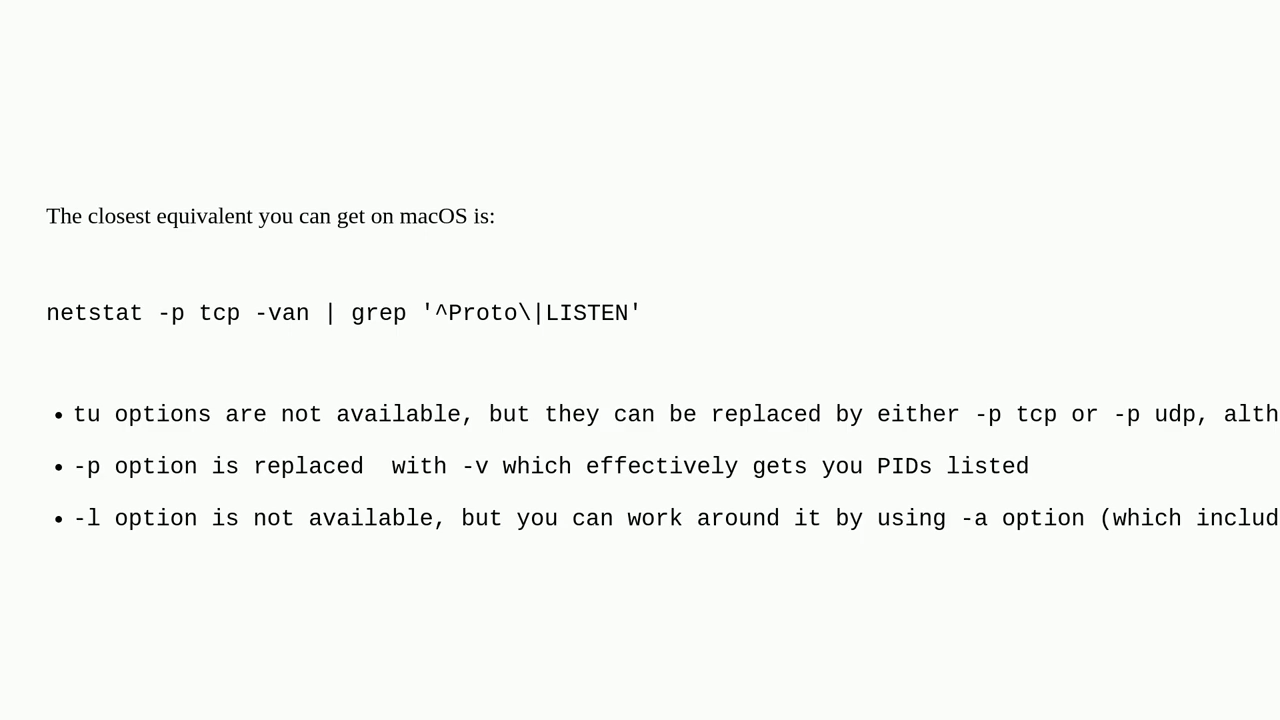 The closest equivalent you can get on macOS is:
netstat -p tcp -van | grep '^Proto\|LISTEN'
• tu options are not available, but they can be replaced by either -p tcp or -p udp, alth
• -p option is replaced  with -v which effectively gets you PIDs listed
• -l option is not available, but you can work around it by using -a option (which includ